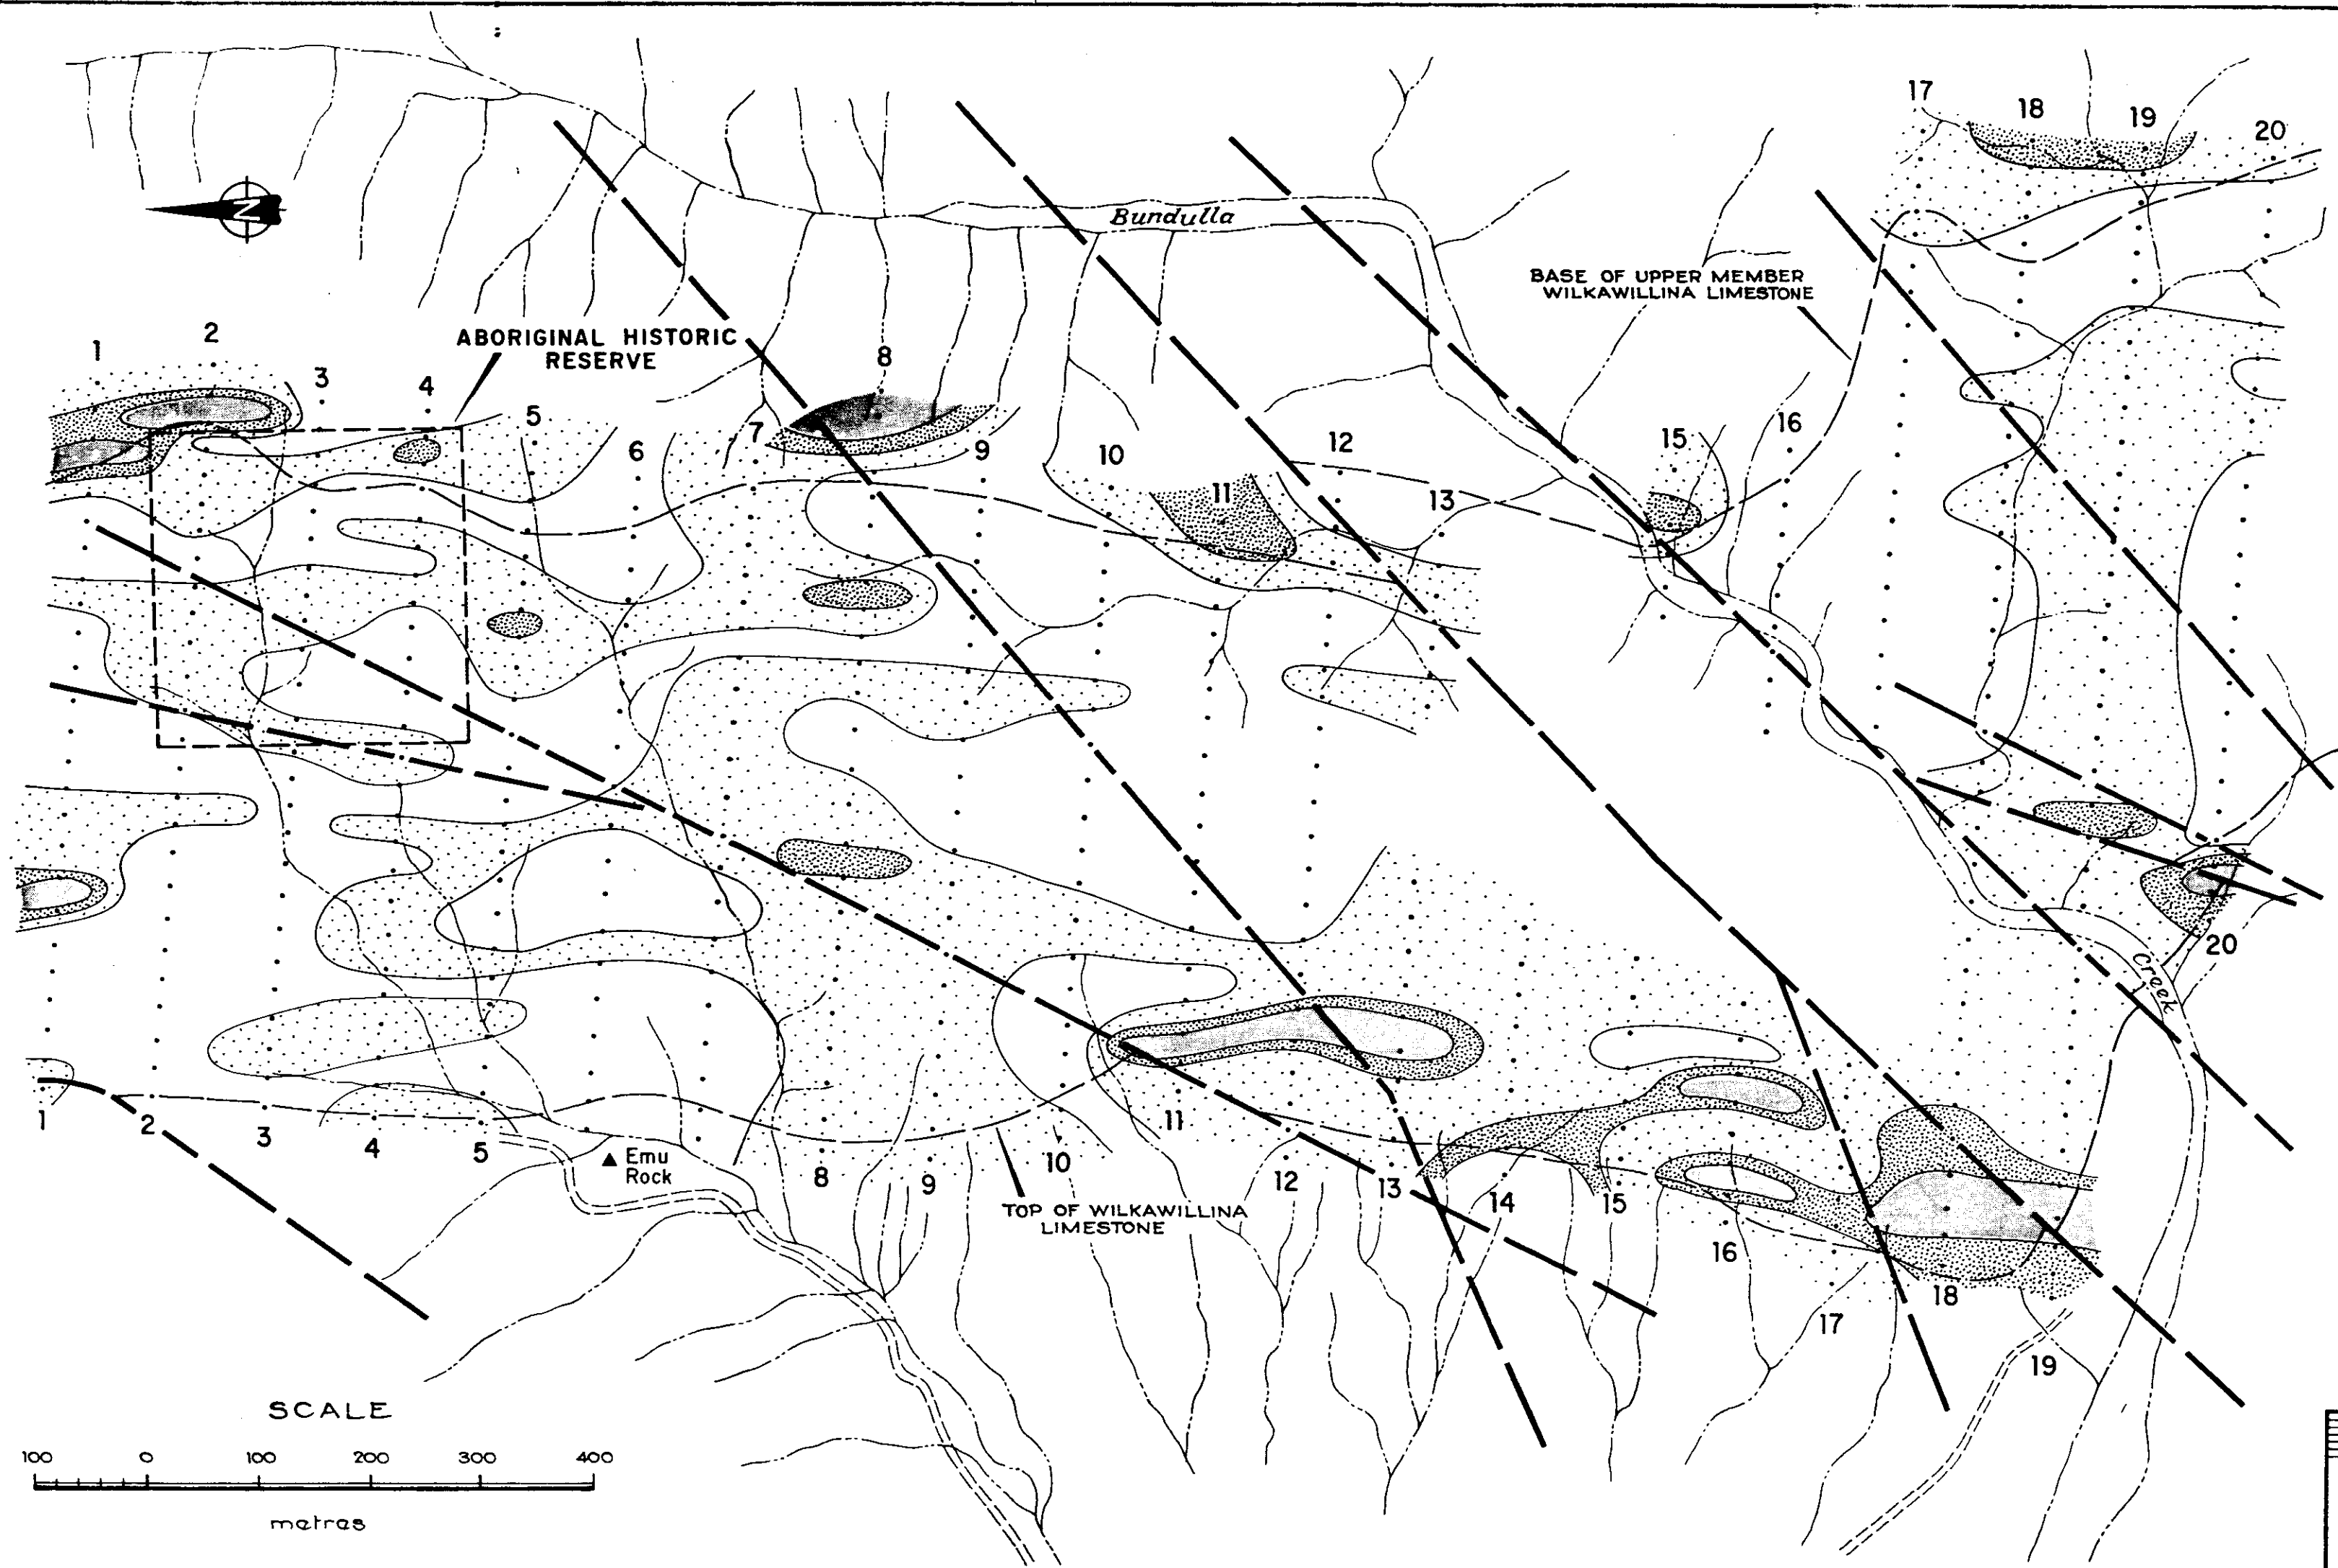 17
18
19
20
N
Bundulla
BASE OF UPPER MEMBER
WILKAWILLINA LIMESTONE
ABORIGINAL HISTORIC
RESERVE
1
2
3
4
5
6
7
8
9
10
11
12
13
15
16
20
Creek
1
2
3
4
5
Emu
Rock
8
9
10
11
12
13
14
15
16
17
18
19
TOP OF WILKAWILLINA
LIMESTONE
SCALE
100 0 100 200 300 400
metres